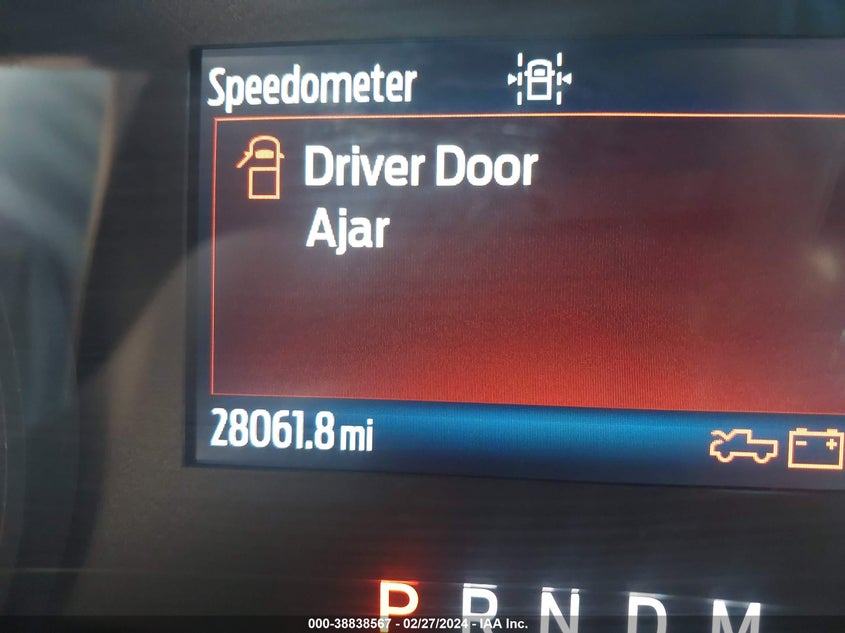 Speedometer
Driver Door
Ajar
28061.8 mi
P R N D M
000-38838567 - 02/27/2024 - IAA Inc.